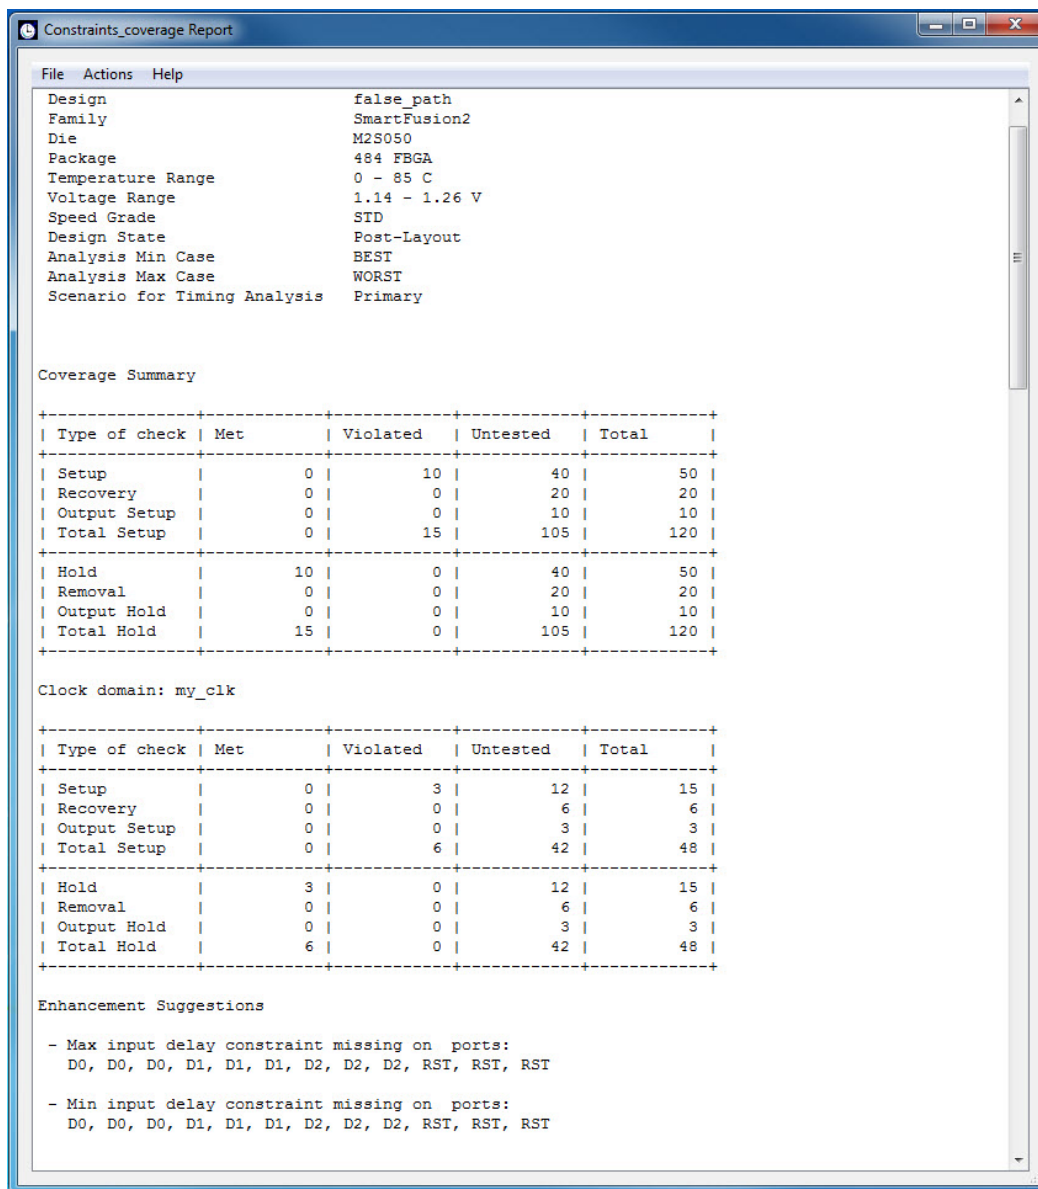 Constraints_coverage Report
File Actions Help
Design false_path
Family SmartFusion2
Die M2S050
Package 484 FBGA
Temperature Range 0 - 85 C
Voltage Range 1.14 - 1.26 V
Speed Grade STD
Design State Post-Layout
Analysis Min Case BEST
Analysis Max Case WORST
Scenario for Timing Analysis Primary
Coverage Summary
+---------------+------------+------------+------------+------------+
| Type of check | Met | Violated | Untested | Total |
+---------------+------------+------------+------------+------------+
| Setup | 0 | 10 | 40 | 50 |
| Recovery | 0 | 0 | 20 | 20 |
| Output Setup | 0 | 0 | 10 | 10 |
| Total Setup | 0 | 15 | 105 | 120 |
+---------------+------------+------------+------------+------------+
| Hold | 10 | 0 | 40 | 50 |
| Removal | 0 | 0 | 20 | 20 |
| Output Hold | 0 | 0 | 10 | 10 |
| Total Hold | 15 | 0 | 105 | 120 |
+---------------+------------+------------+------------+------------+
Clock domain: my_clk
+---------------+------------+------------+------------+------------+
| Type of check | Met | Violated | Untested | Total |
+---------------+------------+------------+------------+------------+
| Setup | 0 | 3 | 12 | 15 |
| Recovery | 0 | 0 | 6 | 6 |
| Output Setup | 0 | 0 | 3 | 3 |
| Total Setup | 0 | 6 | 42 | 48 |
+---------------+------------+------------+------------+------------+
| Hold | 3 | 0 | 12 | 15 |
| Removal | 0 | 0 | 6 | 6 |
| Output Hold | 0 | 0 | 3 | 3 |
| Total Hold | 6 | 0 | 42 | 48 |
+---------------+------------+------------+------------+------------+
Enhancement Suggestions
- Max input delay constraint missing on ports:
D0, D0, D0, D1, D1, D1, D2, D2, D2, RST, RST, RST
- Min input delay constraint missing on ports:
D0, D0, D0, D1, D1, D1, D2, D2, D2, RST, RST, RST